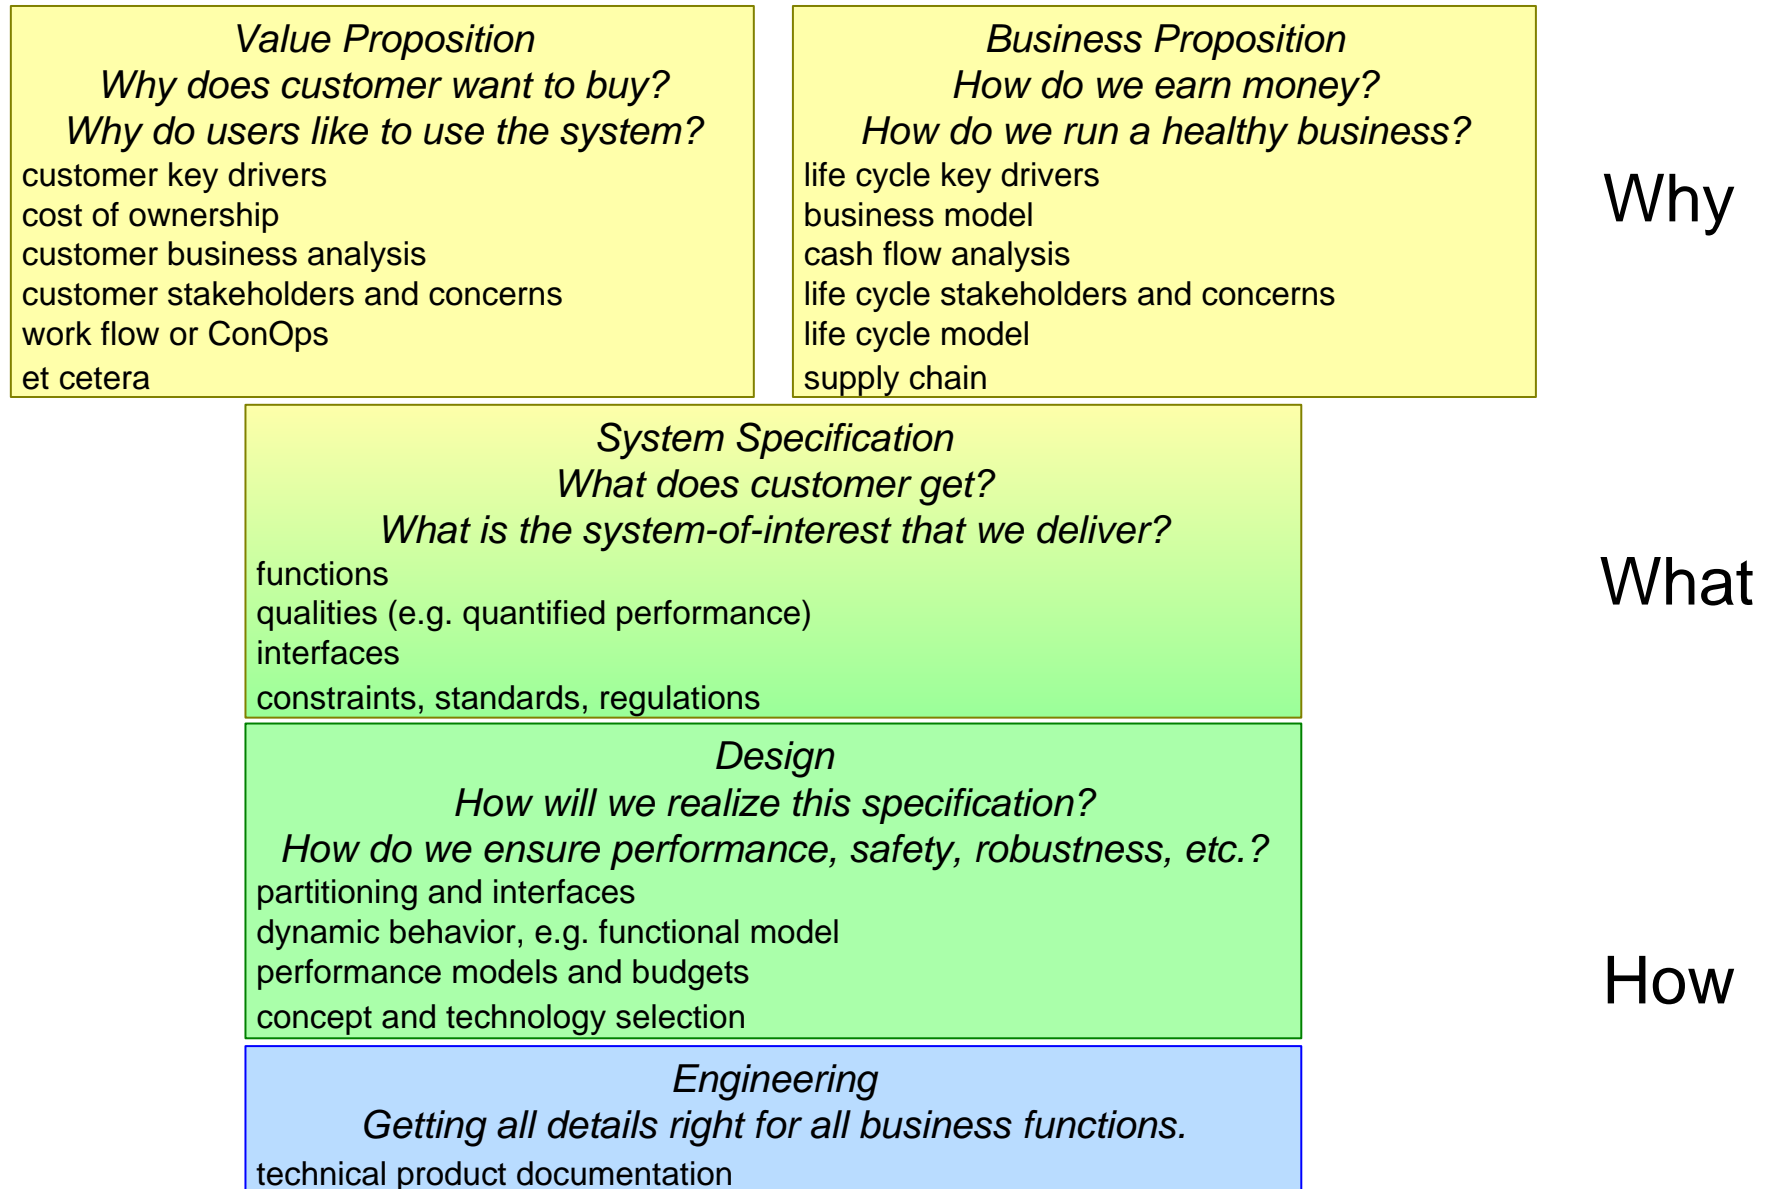 Value Proposition
Why does customer want to buy?
Why do users like to use the system?
customer key drivers
cost of ownership
customer business analysis
customer stakeholders and concerns
work flow or ConOps
et cetera
Business Proposition
How do we earn money?
How do we run a healthy business?
life cycle key drivers
business model
cash flow analysis
life cycle stakeholders and concerns
life cycle model
supply chain
Why
System Specification
What does customer get?
What is the system-of-interest that we deliver?
functions
qualities (e.g. quantified performance)
interfaces
constraints, standards, regulations
What
Design
How will we realize this specification?
How do we ensure performance, safety, robustness, etc.?
partitioning and interfaces
dynamic behavior, e.g. functional model
performance models and budgets
concept and technology selection
How
Engineering
Getting all details right for all business functions.
technical product documentation